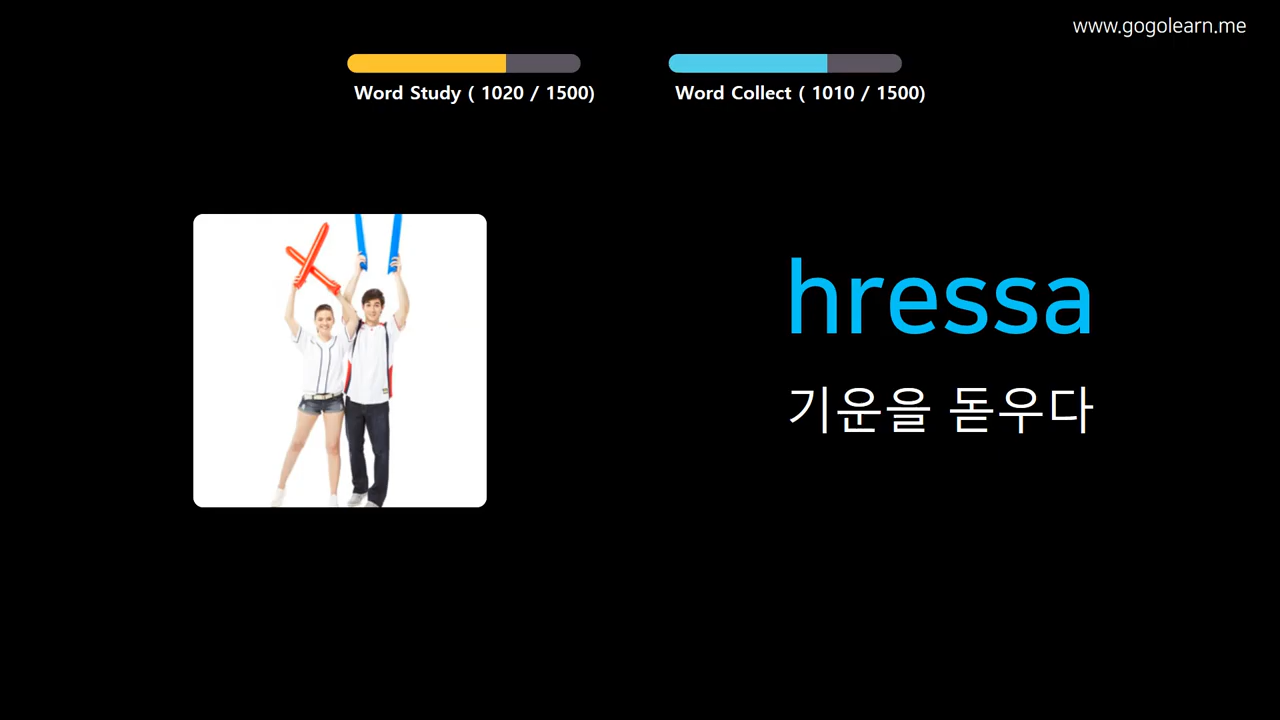 www.gogolearn.me
Word Study ( 1020 / 1500)
Word Collect ( 1010 / 1500)
hressa
기운을 돋우다